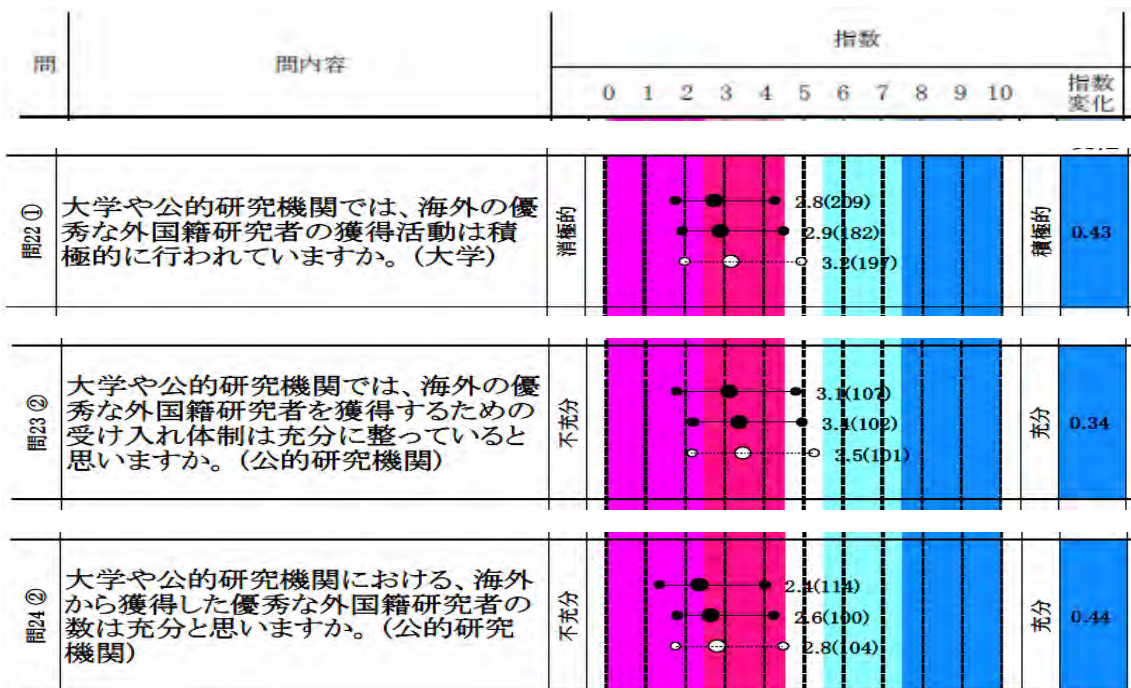 問 問内容 指数
0 1 2 3 4 5 6 7 8 9 10 指数
変化
問22① 大学や公的研究機関では、海外の優
秀な外国籍研究者の獲得活動は積
極的に行われていますか。(大学)
消極的
2.8(209)
2.9(182)
3.2(197)
積極的
0.43
問23② 大学や公的研究機関では、海外の優
秀な外国籍研究者を獲得するための
受け入れ体制は充分に整っていると
思いますか。(公的研究機関)
不充分
3.1(107)
3.4(102)
3.5(101)
充分
0.34
問24② 大学や公的研究機関における、海外
から獲得した優秀な外国籍研究者の
数は充分と思いますか。(公的研究
機関)
不充分
2.4(114)
2.6(100)
2.8(104)
充分
0.44